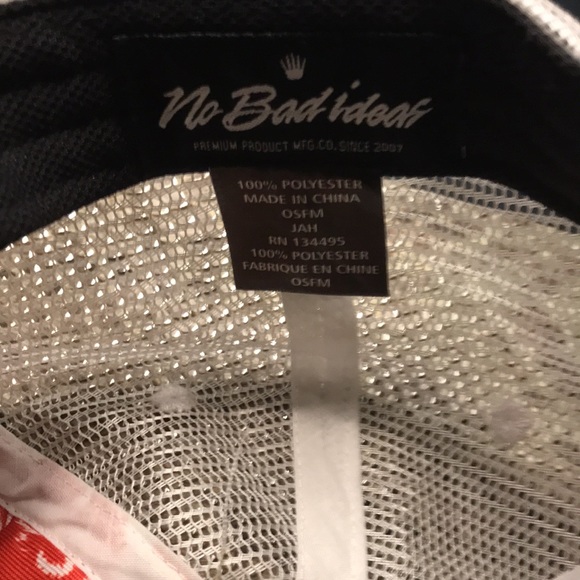 No Bad ideas
PREMIUM PRODUCT MFG.CO. SINCE 2007
100% POLYESTER
MADE IN CHINA
OSFM
JAH
RN 134495
100% POLYESTER
FABRIQUE EN CHINE
OSFM